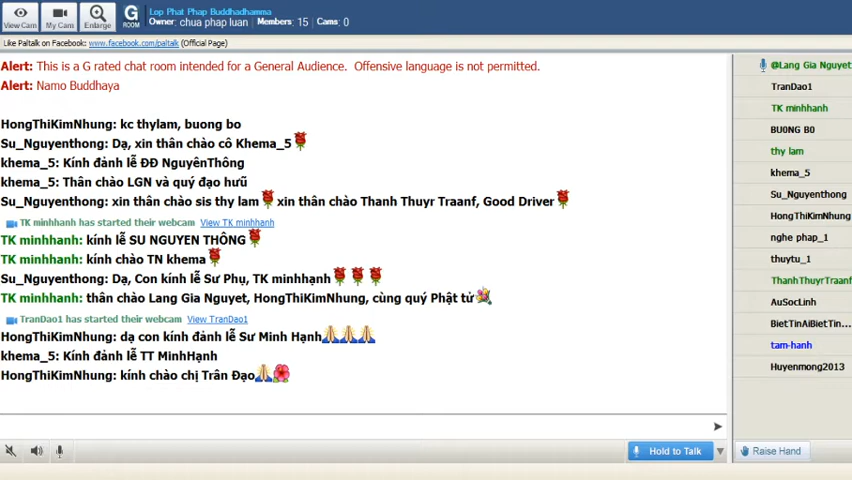 Lop Phat Phap Buddhadhamma
Owner: chua phap luan Members: 15 Cams: 0
View Cam My Cam Enlarge G ROOM
Like Paltalk on Facebook: www.facebook.com/paltalk (Official Page)
Alert: This is a G rated chat room intended for a General Audience. Offensive language is not permitted.
Alert: Namo Buddhaya
HongThiKimNhung: kc thylam, buong bo
Su_Nguyenthong: Dạ, xin thân chào cô Khema_5
khema_5: Kính đảnh lễ ĐĐ NguyênThông
khema_5: Thân chào LGN và quý đạo hưũ
Su_Nguyenthong: xin thân chào sis thy lam xin thân chào Thanh Thuyr Traanf, Good Driver
TK minhhanh has started their webcam View TK minhhanh
TK minhhanh: kính lễ SU NGUYEN THÔNG
TK minhhanh: kính chào TN khema
Su_Nguyenthong: Dạ, Con kính đảnh lễ Sư Phụ, TK minhhạnh
TK minhhanh: thân chào Lang Gia Nguyet, HongThiKimNhung, cùng quý Phật tử
TranDao1 has started their webcam View TranDao1
HongThiKimNhung: dạ con kính đảnh lễ Sư Minh Hạnh
khema_5: Kính đảnh lễ TT MinhHạnh
HongThiKimNhung: kính chào chị Trân Đạo
Hold to Talk
@Lang Gia Nguyet
TranDao1
TK minhhanh
BU0NG B0
thy lam
khema_5
Su_Nguyenthong
HongThiKimNhung
nghe phap_1
thuytu_1
ThanhThuyrTraanf
AuSocLinh
BietTinAiBietTin...
tam-hanh
Huyenmong2013
Raise Hand